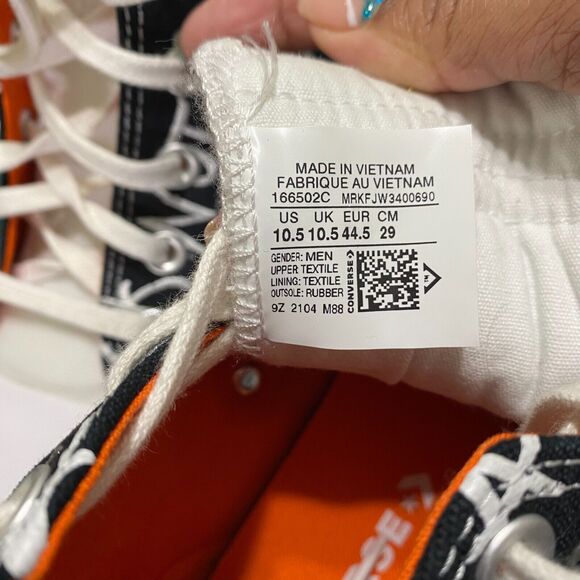 MADE IN VIETNAM
FABRIQUE AU VIETNAM
166502C MRKFJW3400690
US UK EUR CM
10.5 10.5 44.5 29
GENDER: MEN
UPPER TEXTILE
LINING: TEXTILE
OUTSOLE: RUBBER
9Z 2104 M88
CONVERSE
RSE